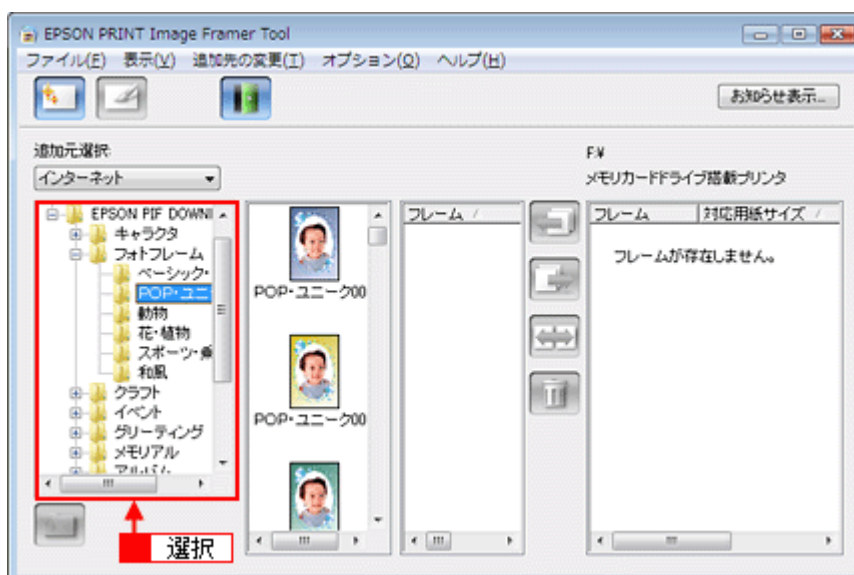 EPSON PRINT Image Framer Tool
ファイル(F) 表示(V) 追加先の変更(I) オプション(O) ヘルプ(H)
お知らせ表示...
追加元選択:
インターネット
F:¥
メモリカードドライブ搭載プリンタ
EPSON PIF DOWN
キャラクタ
フォトフレーム
ベーシック・
POP・ユニ
動物
花・植物
スポーツ・乗
和風
クラフト
イベント
グリーティング
メモリアル
アルバム
POP・ユニーク00
POP・ユニーク00
フレーム /
フレーム 対応用紙サイズ /
フレームが存在しません。
選択